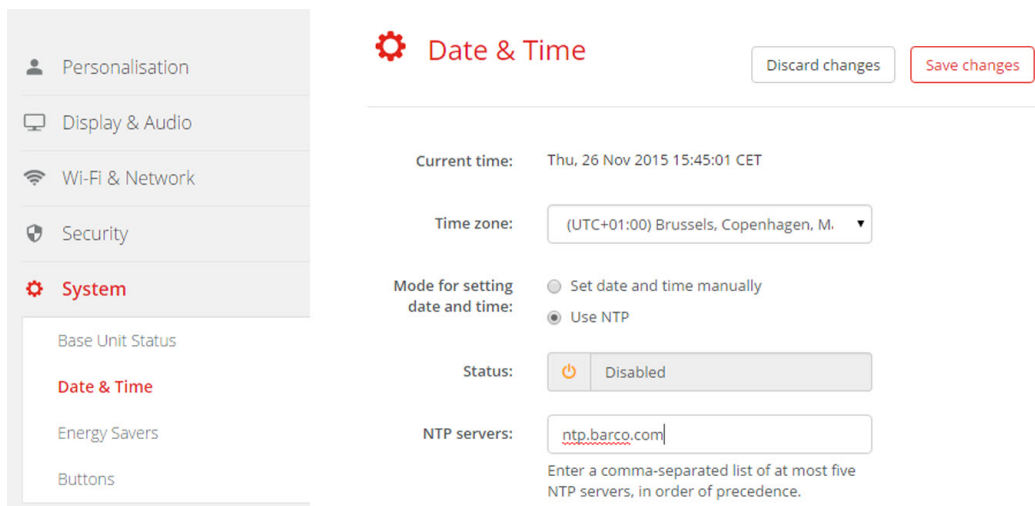 Personalisation
Display & Audio
Wi-Fi & Network
Security
System
Base Unit Status
Date & Time
Energy Savers
Buttons
Date & Time
Discard changes
Save changes
Current time: Thu, 26 Nov 2015 15:45:01 CET
Time zone: (UTC+01:00) Brussels, Copenhagen, M
Mode for setting
date and time:
Set date and time manually
Use NTP
Status: Disabled
NTP servers: ntp.barco.com
Enter a comma-separated list of at most five
NTP servers, in order of precedence.